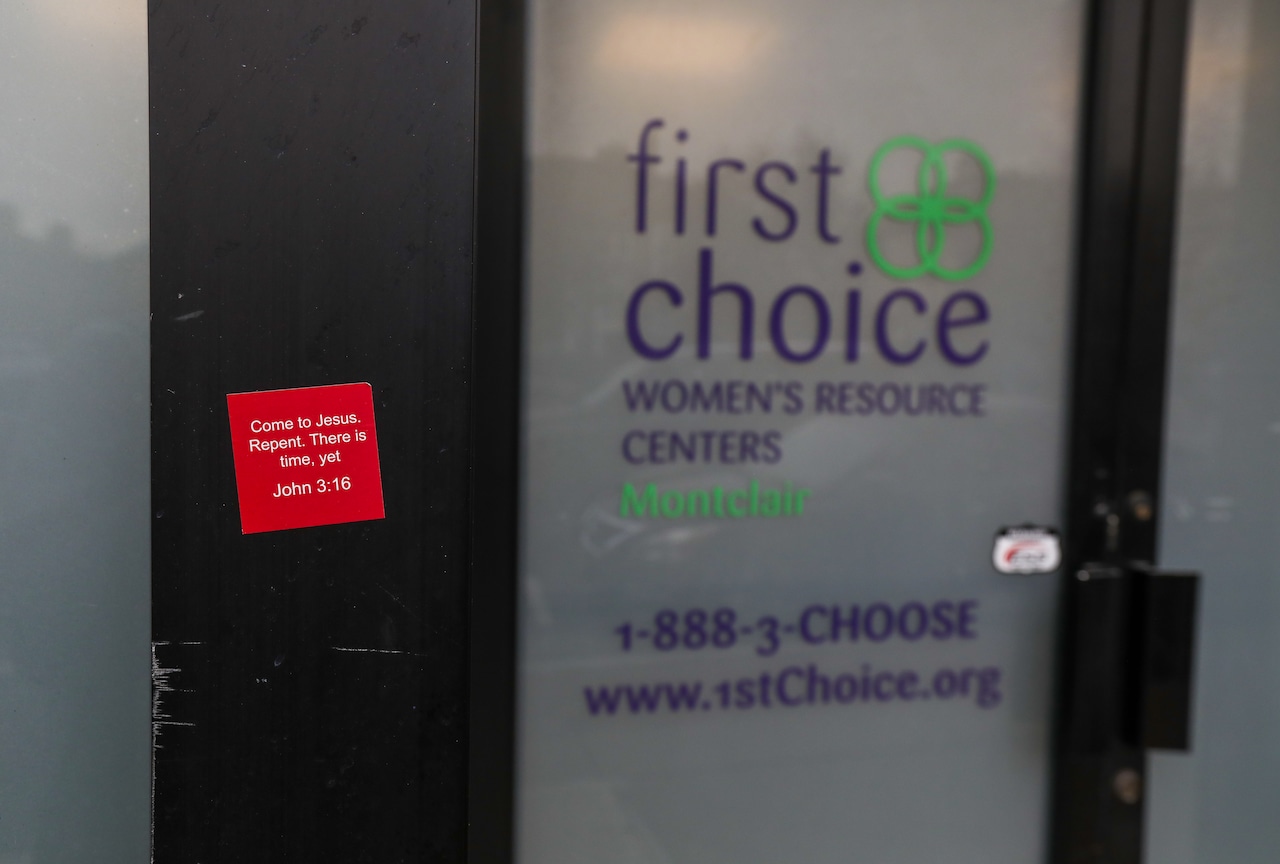 Come to Jesus.
Repent. There is
time, yet
John 3:16
first
choice
WOMEN'S RESOURCE
CENTERS
Montclair
1-888-3-CHOOSE
www.1stChoice.org